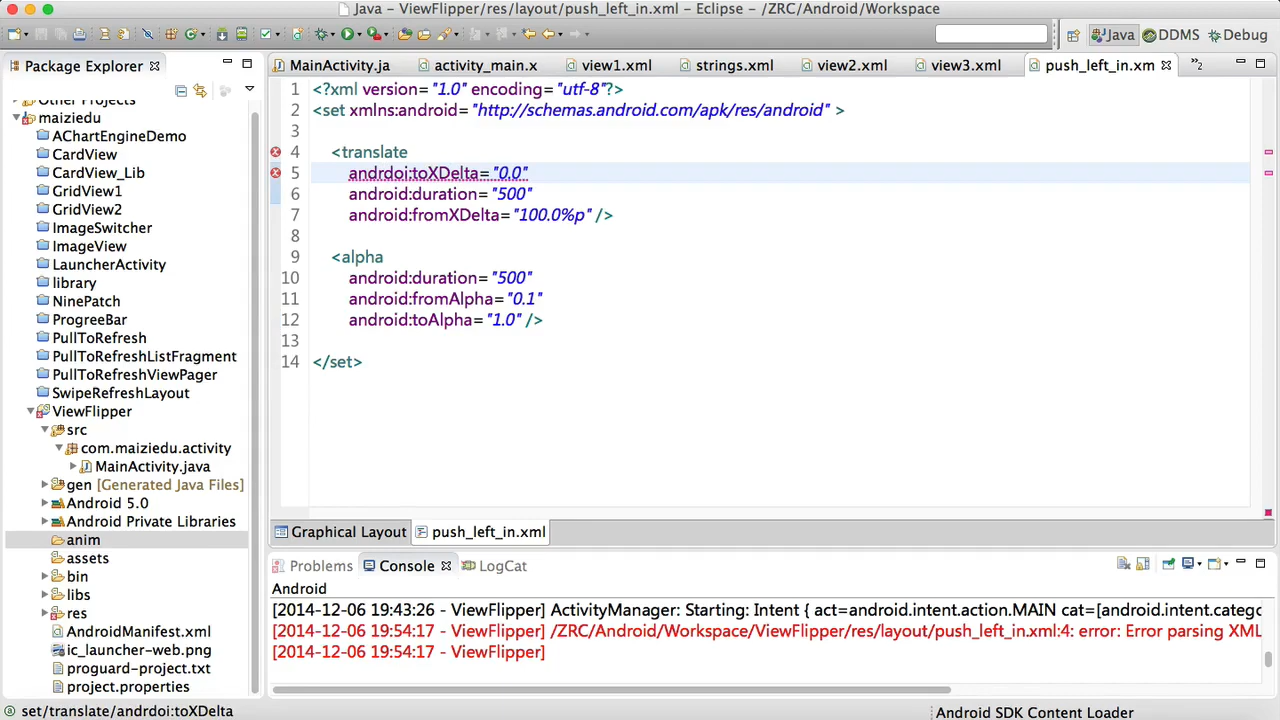 Java – ViewFlipper/res/layout/push_left_in.xml – Eclipse – /ZRC/Android/Workspace
Java
DDMS
Debug
Package Explorer
MainActivity.ja
activity_main.x
view1.xml
strings.xml
view2.xml
view3.xml
push_left_in.xm
»2
Other Projects
maiziedu
AChartEngineDemo
CardView
CardView_Lib
GridView1
GridView2
ImageSwitcher
ImageView
LauncherActivity
library
NinePatch
ProgreeBar
PullToRefresh
PullToRefreshListFragment
PullToRefreshViewPager
SwipeRefreshLayout
ViewFlipper
src
com.maiziedu.activity
MainActivity.java
gen [Generated Java Files]
Android 5.0
Android Private Libraries
anim
assets
bin
libs
res
AndroidManifest.xml
ic_launcher-web.png
proguard-project.txt
project.properties
1 <?xml version="1.0" encoding="utf-8"?>
2 <set xmlns:android="http://schemas.android.com/apk/res/android" >
3
4 <translate
5 andrdoi:toXDelta="0.0"
6 android:duration="500"
7 android:fromXDelta="100.0%p" />
8
9 <alpha
10 android:duration="500"
11 android:fromAlpha="0.1"
12 android:toAlpha="1.0" />
13
14 </set>
Graphical Layout
push_left_in.xml
Problems
Console
LogCat
Android
[2014-12-06 19:43:26 - ViewFlipper] ActivityManager: Starting: Intent { act=android.intent.action.MAIN cat=[android.intent.catego
[2014-12-06 19:54:17 - ViewFlipper] /ZRC/Android/Workspace/ViewFlipper/res/layout/push_left_in.xml:4: error: Error parsing XML
[2014-12-06 19:54:17 - ViewFlipper]
set/translate/andrdoi:toXDelta
Android SDK Content Loader